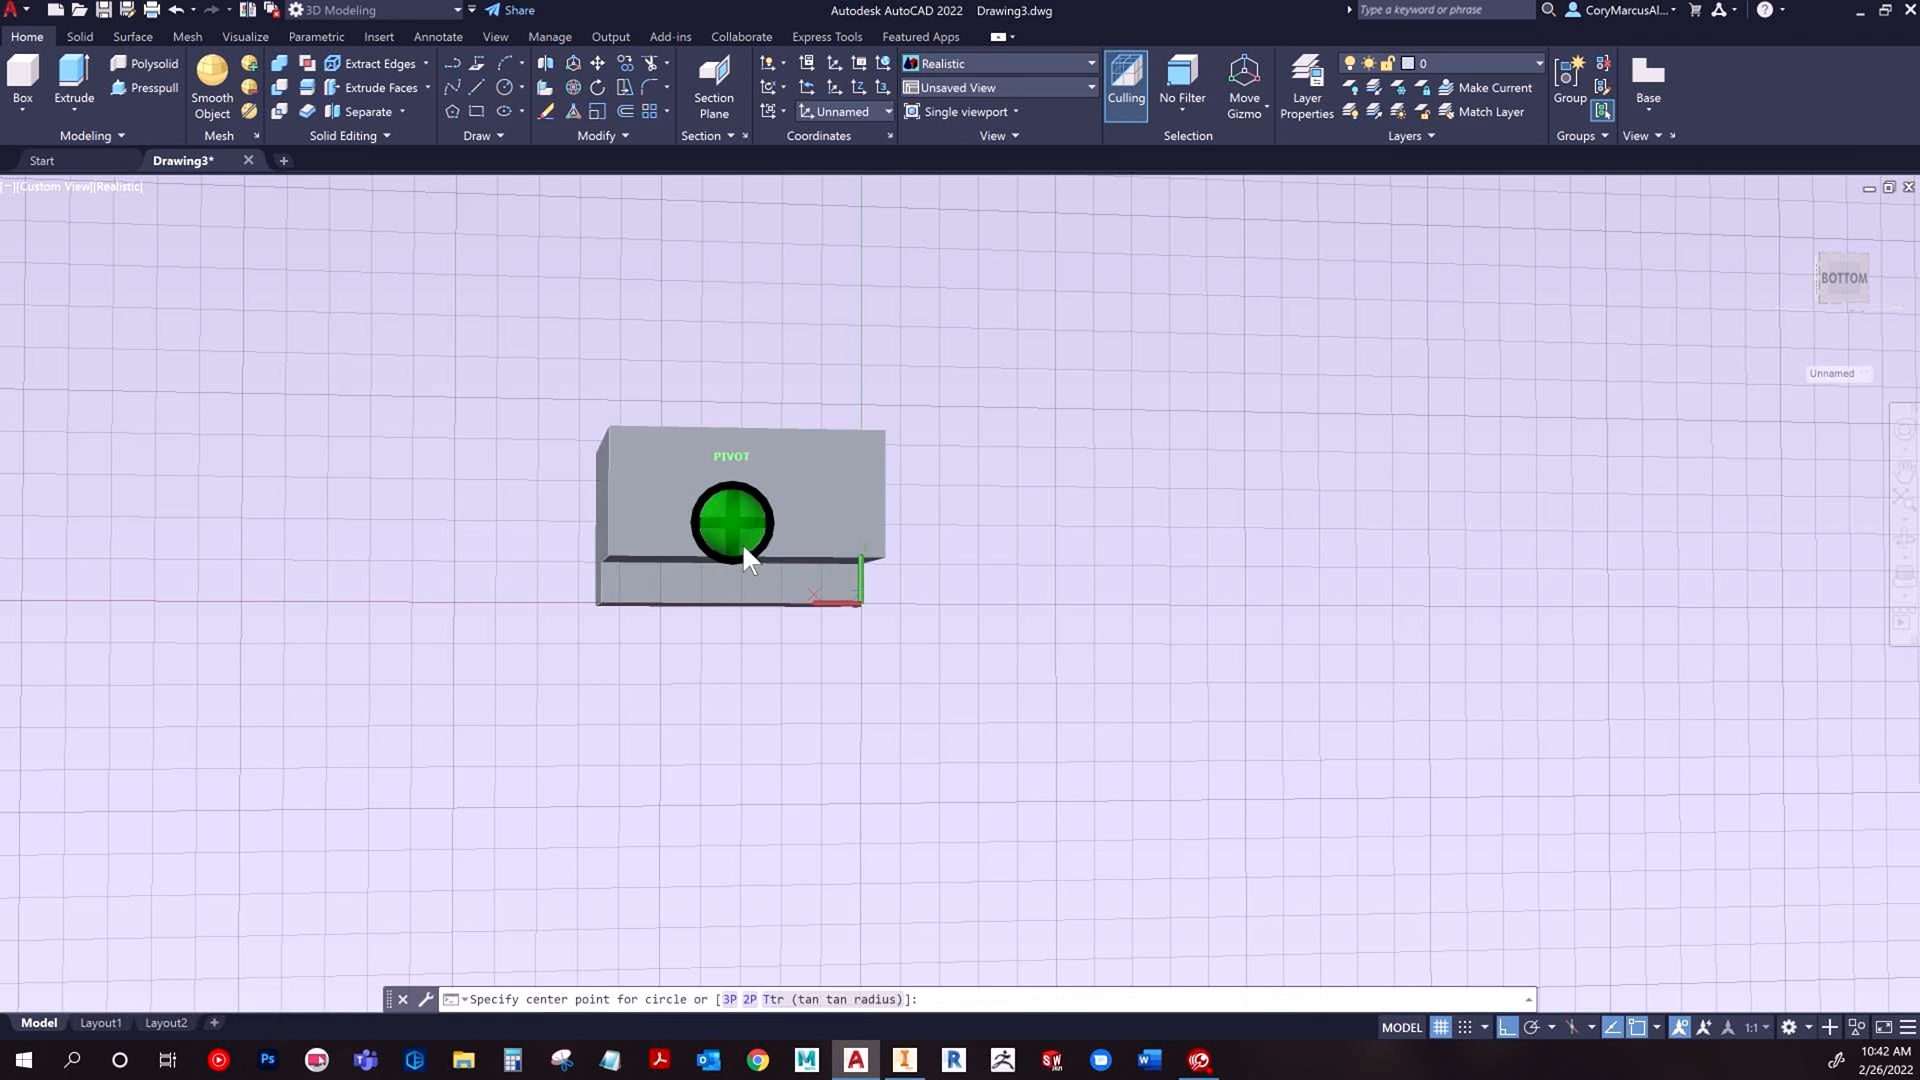 3D Modeling
Share
Autodesk AutoCAD 2022 Drawing3.dwg
Type a keyword or phrase
CoryMarcusAl...
Home Solid Surface Mesh Visualize Parametric Insert Annotate View Manage Output Add-ins Collaborate Express Tools Featured Apps
Box
Extrude
Polysolid
Presspull
Smooth
Object
Extract Edges
Extrude Faces
Separate
Section
Plane
Unnamed
Realistic
Unsaved View
Single viewport
Culling
No Filter
Move
Gizmo
Layer
Properties
0
Make Current
Match Layer
Group
Base
Modeling Mesh Solid Editing Draw Modify Section Coordinates View Selection Layers Groups View
Start
Drawing3*
[−][Custom View][Realistic]
BOTTOM
Unnamed
PIVOT
Specify center point for circle or [3P 2P Ttr (tan tan radius)]:
Model Layout1 Layout2
MODEL
1:1
10:42 AM
2/26/2022